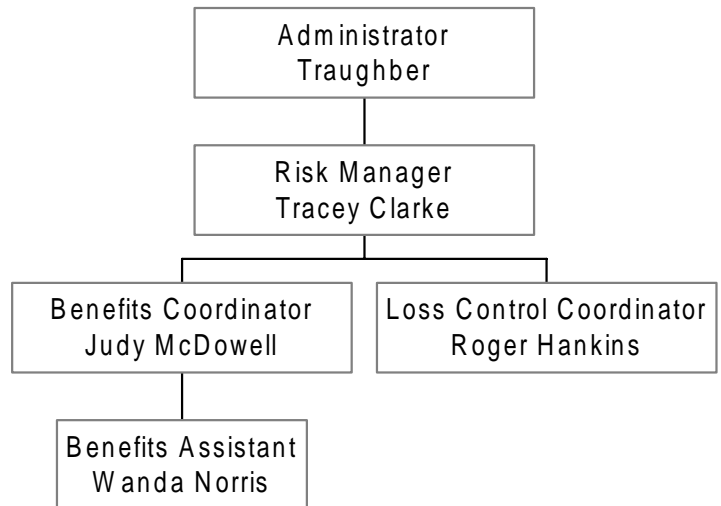 Administrator
Traughber
Risk Manager
Tracey Clarke
Benefits Coordinator
Judy McDowell
Loss Control Coordinator
Roger Hankins
Benefits Assistant
Wanda Norris